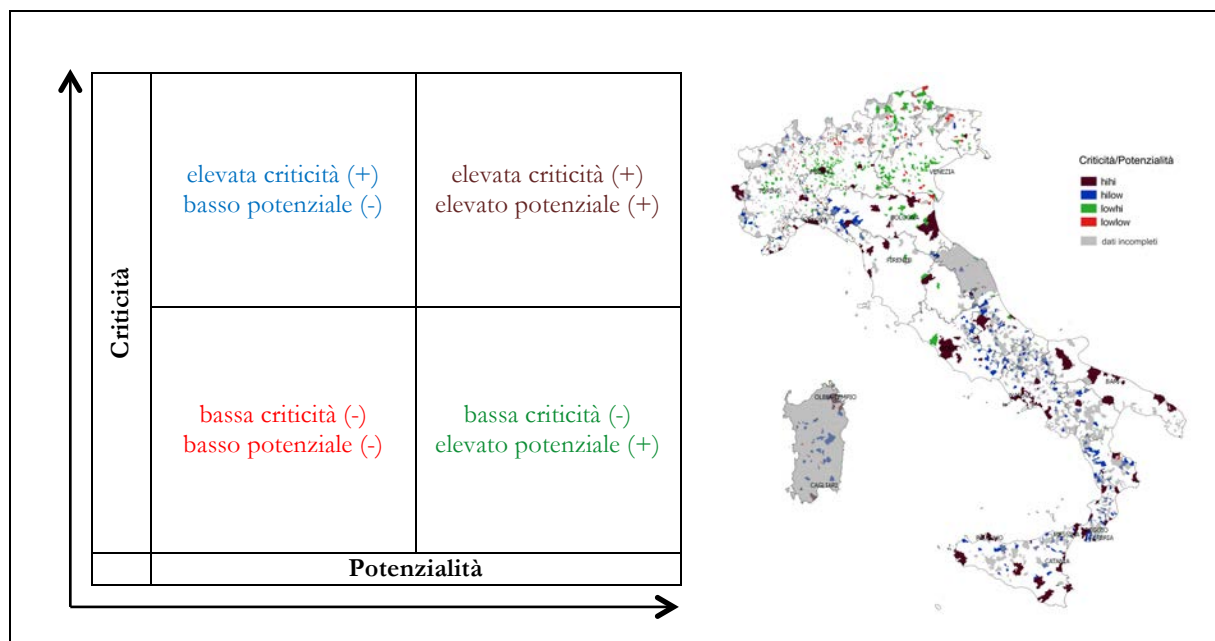 elevata criticità (+)
basso potenziale (-)
elevata criticità (+)
elevato potenziale (+)
Criticità
bassa criticità (-)
basso potenziale (-)
bassa criticità (-)
elevato potenziale (+)
Potenzialità
Criticità/Potenzialità
hihi
hilow
lowhi
lowlow
dati incompleti
VENEZIA
TORINO
FIRENZE
BARI
CAGLIARI
CATANIA